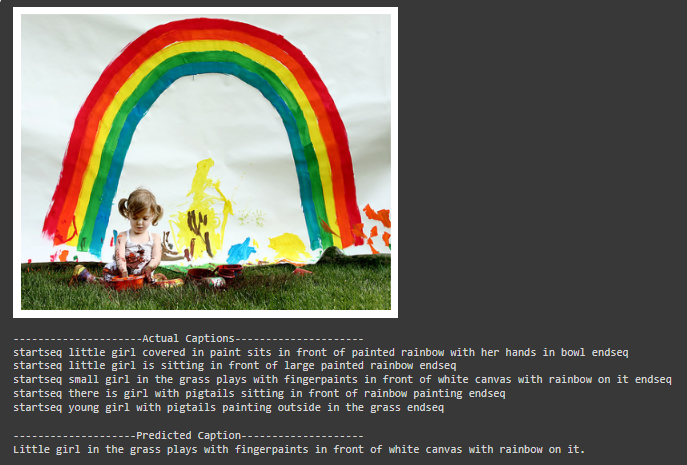 ----------------------Actual Captions----------------------
startseq little girl covered in paint sits in front of painted rainbow with her hands in bowl endseq
startseq little girl is sitting in front of large painted rainbow endseq
startseq small girl in the grass plays with fingerpaints in front of white canvas with rainbow on it endseq
startseq there is girl with pigtails sitting in front of rainbow painting endseq
startseq young girl with pigtails painting outside in the grass endseq
---------------------Predicted Caption---------------------
Little girl in the grass plays with fingerpaints in front of white canvas with rainbow on it.